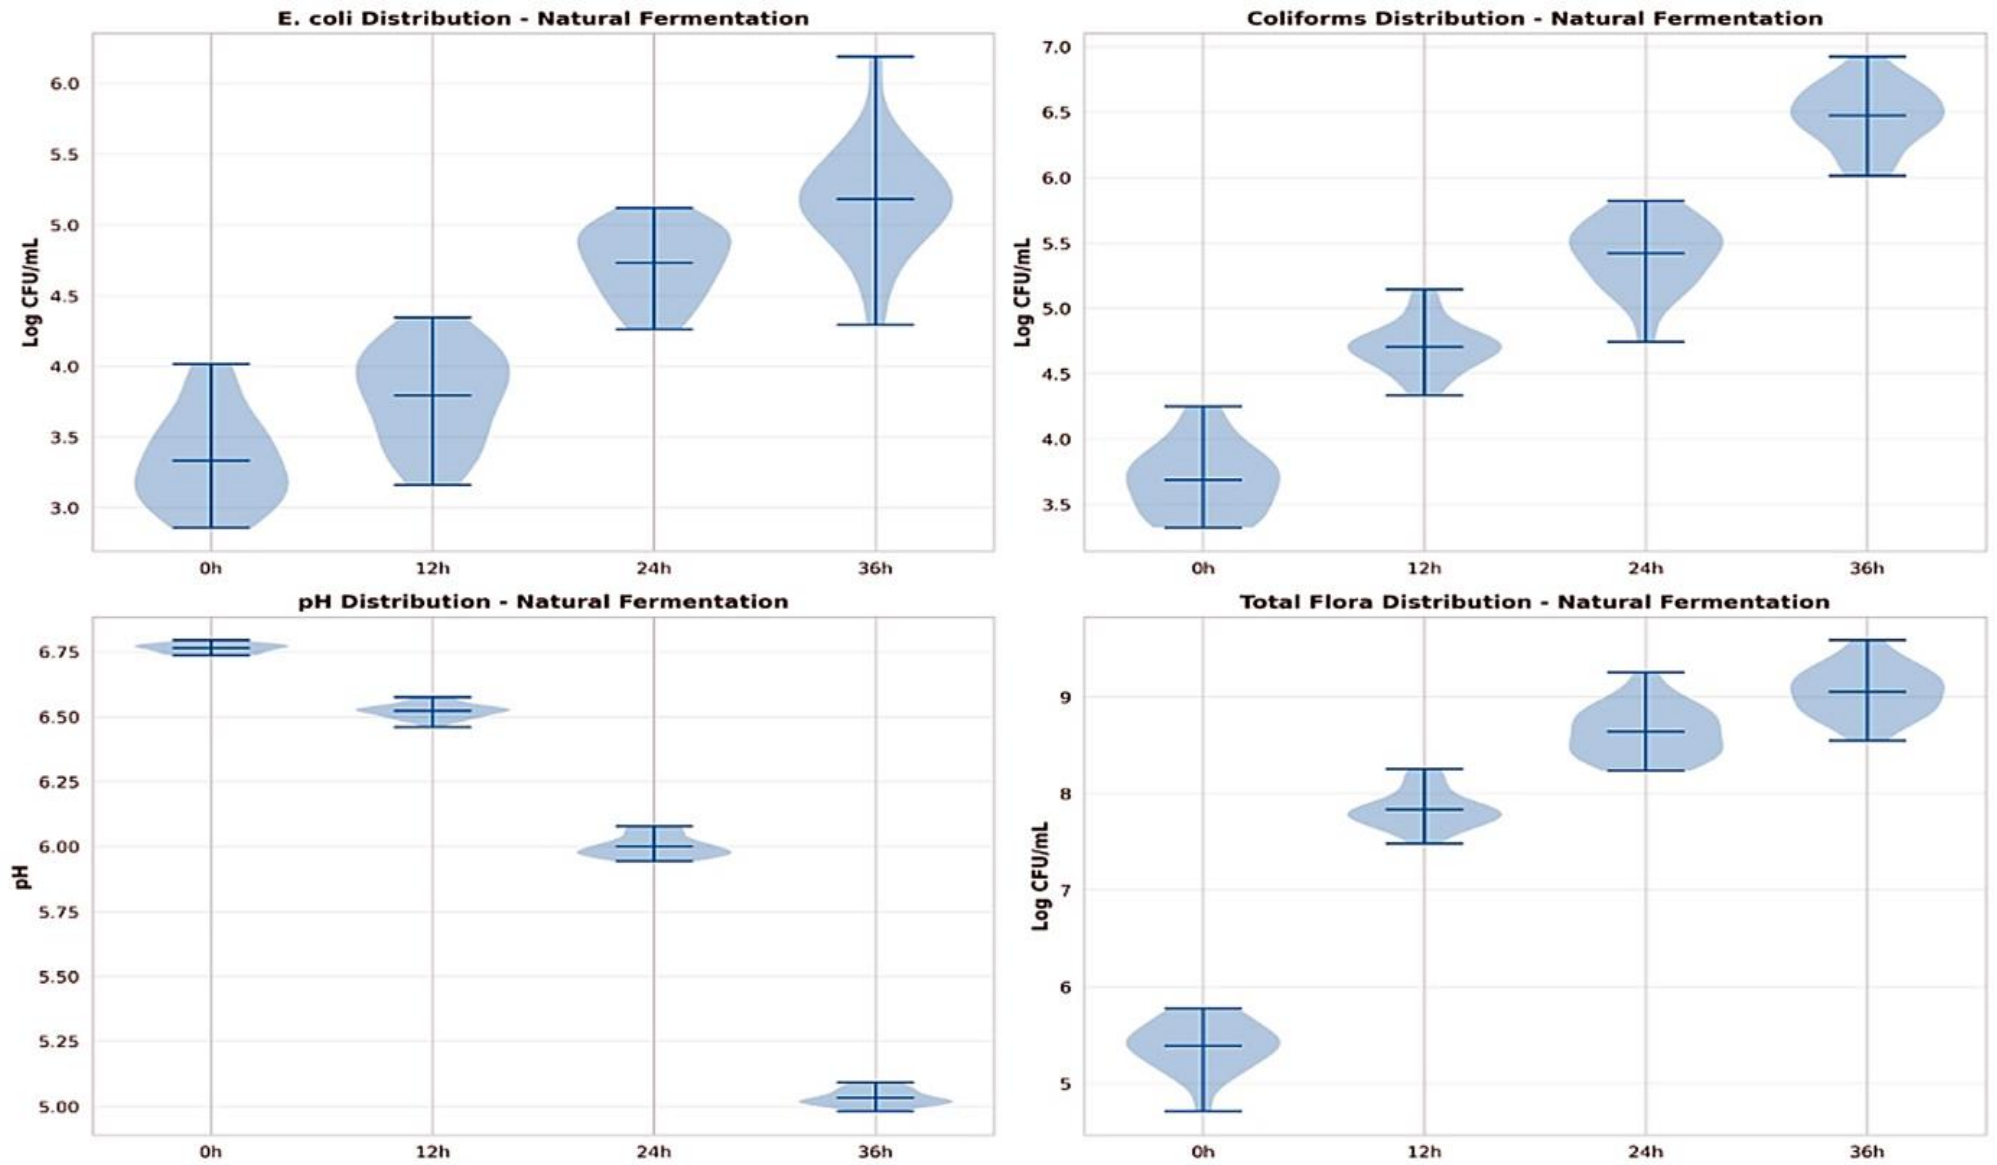 E. coli Distribution - Natural Fermentation
Log CFU/mL
6.0
5.5
5.0
4.5
4.0
3.5
3.0
0h 12h 24h 36h
Coliforms Distribution - Natural Fermentation
Log CFU/mL
7.0
6.5
6.0
5.5
5.0
4.5
4.0
3.5
0h 12h 24h 36h
pH Distribution - Natural Fermentation
pH
6.75
6.50
6.25
6.00
5.75
5.50
5.25
5.00
0h 12h 24h 36h
Total Flora Distribution - Natural Fermentation
Log CFU/mL
9
8
7
6
5
0h 12h 24h 36h